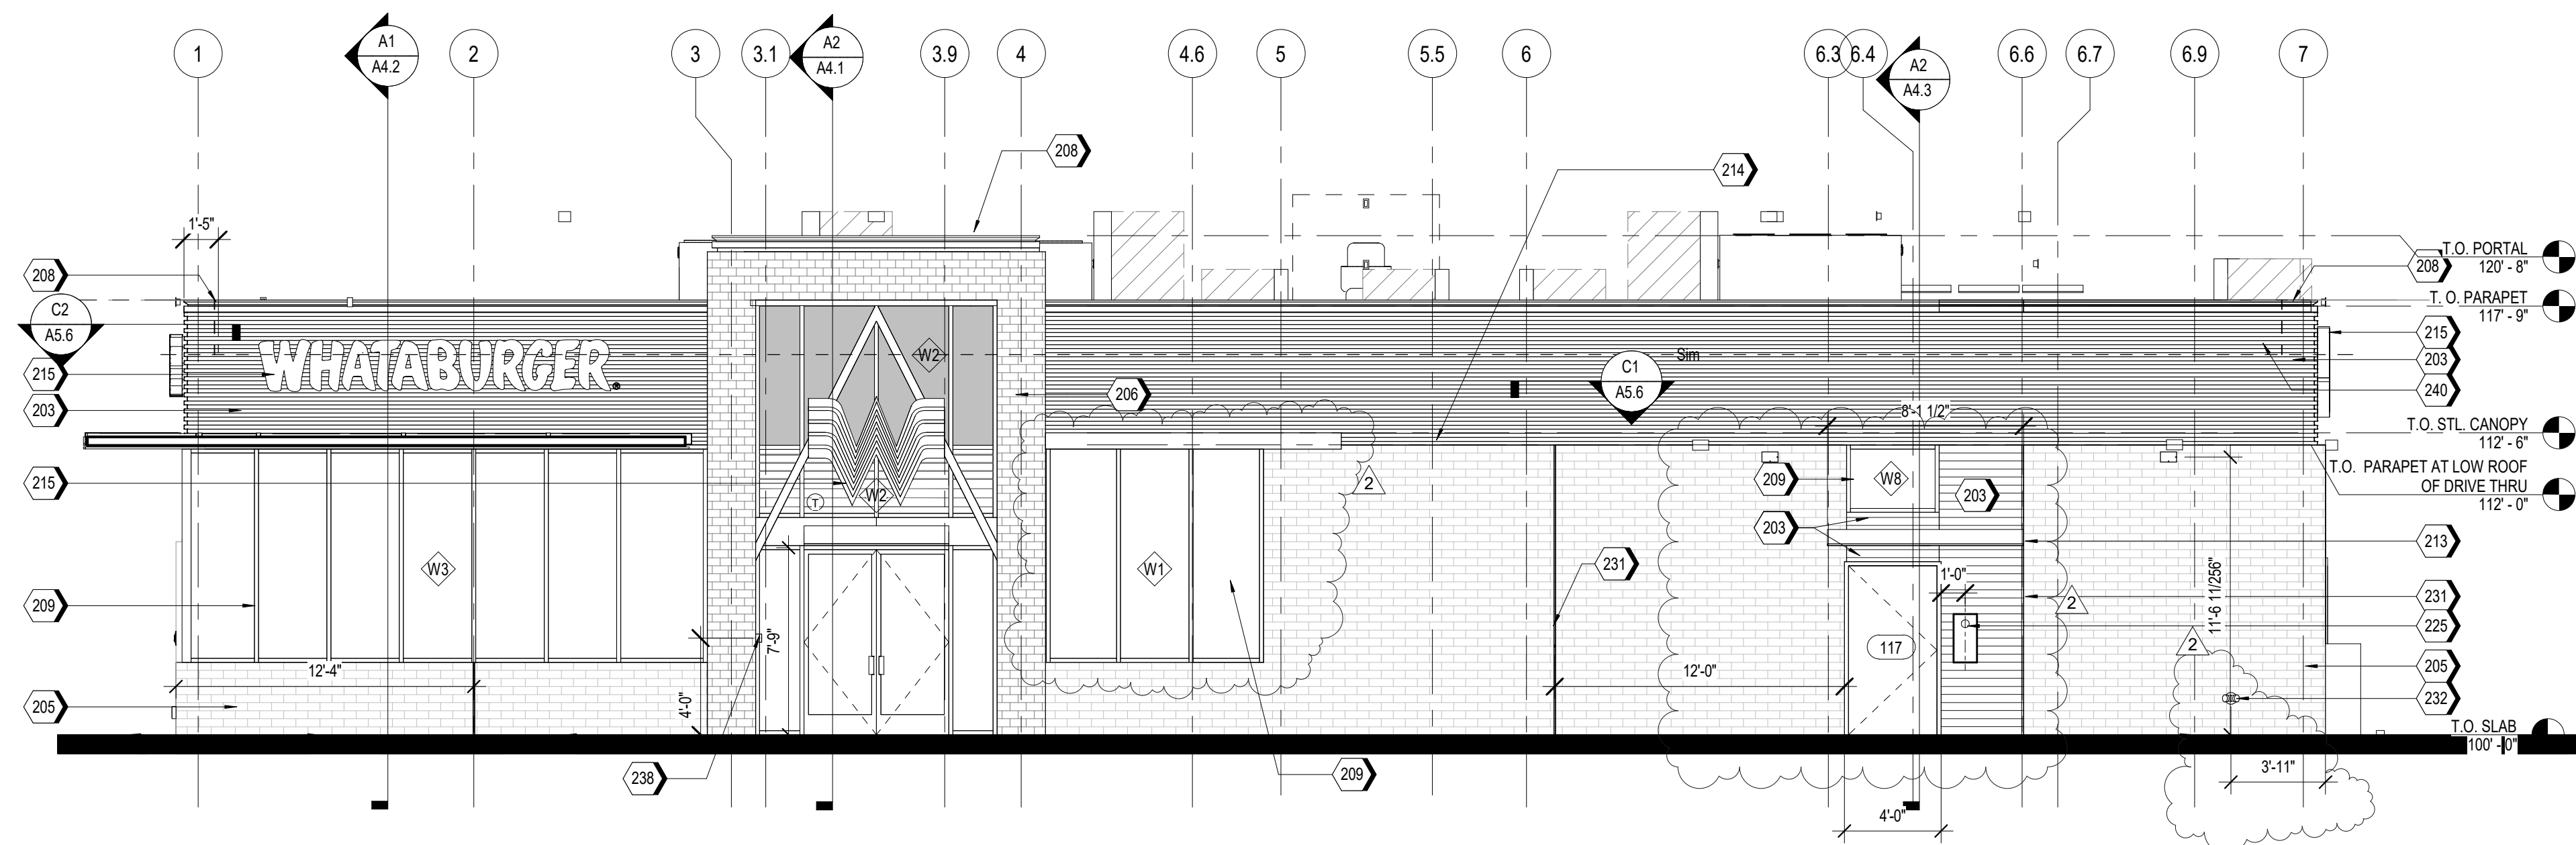 1
A1
A4.2
2
3
3.1
A2
A4.1
3.9
4
4.6
5
5.5
6
6.3
6.4
A2
A4.3
6.6
6.7
6.9
7
208
214
1'-5"
208
T.O. PORTAL
120' - 8"
208
C2
A5.6
T. O. PARAPET
117' - 9"
215
WHATABURGER®
W2
Sim
C1
A5.6
215
203
240
203
206
8'-1 1/2"
T.O. STL. CANOPY
112' - 6"
T.O. PARAPET AT LOW ROOF
OF DRIVE THRU
112' - 0"
215
W2
T
2
209
W8
203
203
213
W3
W1
231
1'-0"
11'-6 11/256"
209
2
231
225
7'-9"
117
2
12'-4"
12'-0"
205
205
4'-0"
232
T.O. SLAB
100' - 0"
238
209
3'-11"
4'-0"